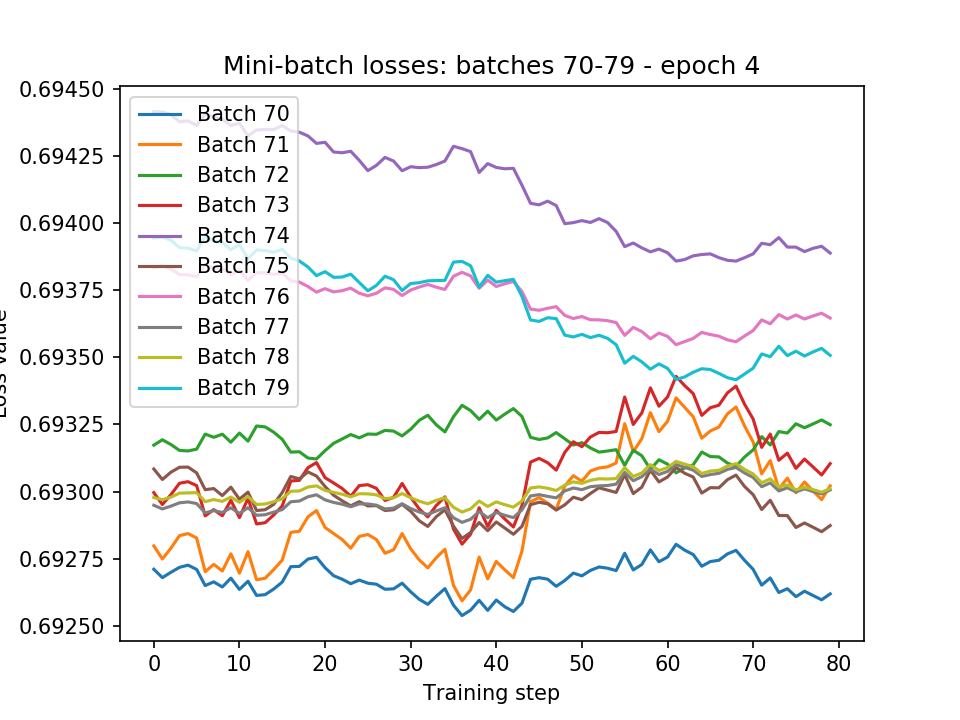 Mini-batch losses: batches 70-79 - epoch 4
0.69450
0.69425
0.69400
0.69375
0.69350
0.69325
0.69300
0.69275
0.69250
Batch 70
Batch 71
Batch 72
Batch 73
Batch 74
Batch 75
Batch 76
Batch 77
Batch 78
Batch 79
Loss value
0 10 20 30 40 50 60 70 80
Training step